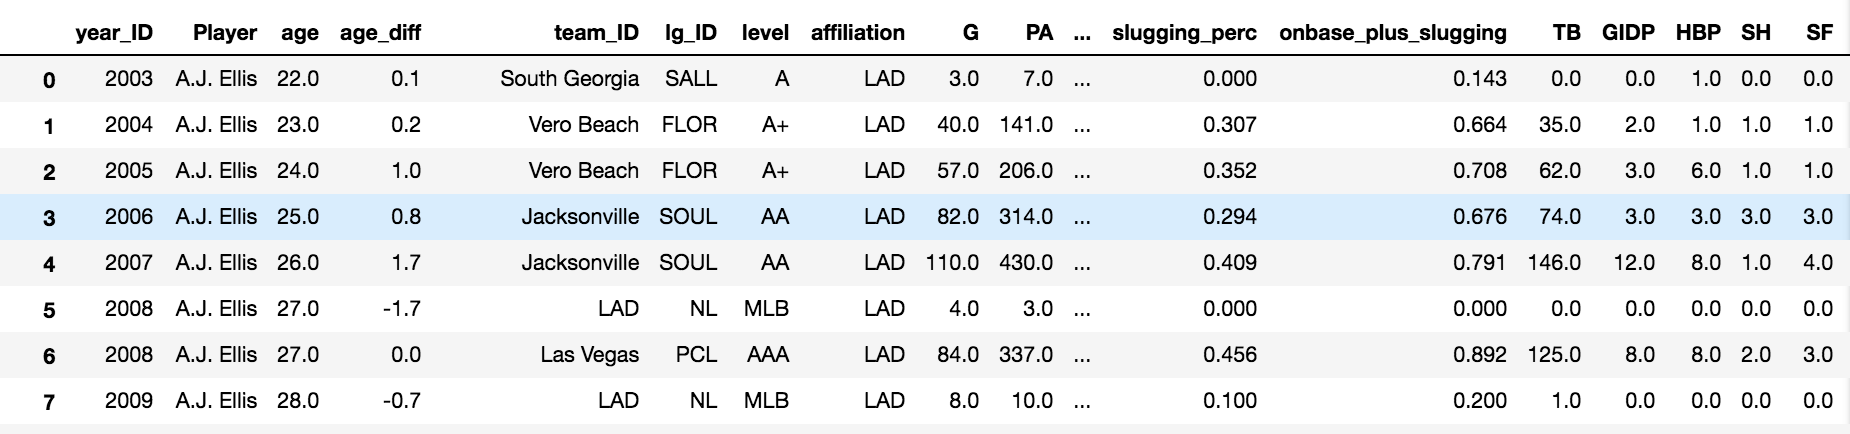 year_ID Player age age_diff team_ID lg_ID level affiliation G PA ... slugging_perc onbase_plus_slugging TB GIDP HBP SH SF
0 2003 A.J. Ellis 22.0 0.1 South Georgia SALL A LAD 3.0 7.0 ... 0.000 0.143 0.0 0.0 1.0 0.0 0.0
1 2004 A.J. Ellis 23.0 0.2 Vero Beach FLOR A+ LAD 40.0 141.0 ... 0.307 0.664 35.0 2.0 1.0 1.0 1.0
2 2005 A.J. Ellis 24.0 1.0 Vero Beach FLOR A+ LAD 57.0 206.0 ... 0.352 0.708 62.0 3.0 6.0 1.0 1.0
3 2006 A.J. Ellis 25.0 0.8 Jacksonville SOUL AA LAD 82.0 314.0 ... 0.294 0.676 74.0 3.0 3.0 3.0 3.0
4 2007 A.J. Ellis 26.0 1.7 Jacksonville SOUL AA LAD 110.0 430.0 ... 0.409 0.791 146.0 12.0 8.0 1.0 4.0
5 2008 A.J. Ellis 27.0 -1.7 LAD NL MLB LAD 4.0 3.0 ... 0.000 0.000 0.0 0.0 0.0 0.0 0.0
6 2008 A.J. Ellis 27.0 0.0 Las Vegas PCL AAA LAD 84.0 337.0 ... 0.456 0.892 125.0 8.0 8.0 2.0 3.0
7 2009 A.J. Ellis 28.0 -0.7 LAD NL MLB LAD 8.0 10.0 ... 0.100 0.200 1.0 0.0 0.0 0.0 0.0